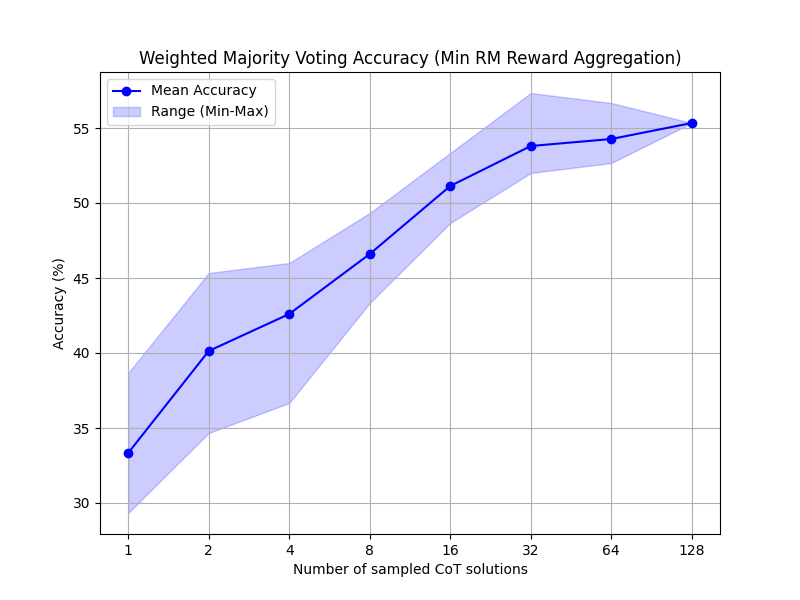 Weighted Majority Voting Accuracy (Min RM Reward Aggregation)
Mean Accuracy
Range (Min-Max)
55
50
45
40
35
30
Accuracy (%)
1 2 4 8 16 32 64 128
Number of sampled CoT solutions